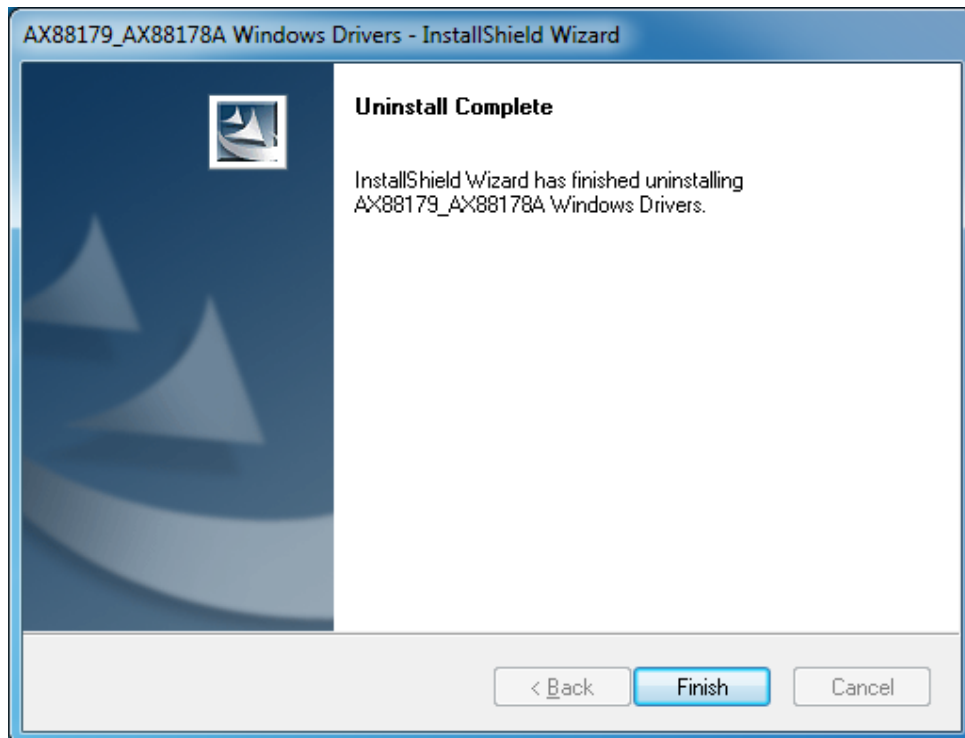 AX88179_AX88178A Windows Drivers - InstallShield Wizard
Uninstall Complete
InstallShield Wizard has finished uninstalling
AX88179_AX88178A Windows Drivers.
< Back Finish Cancel